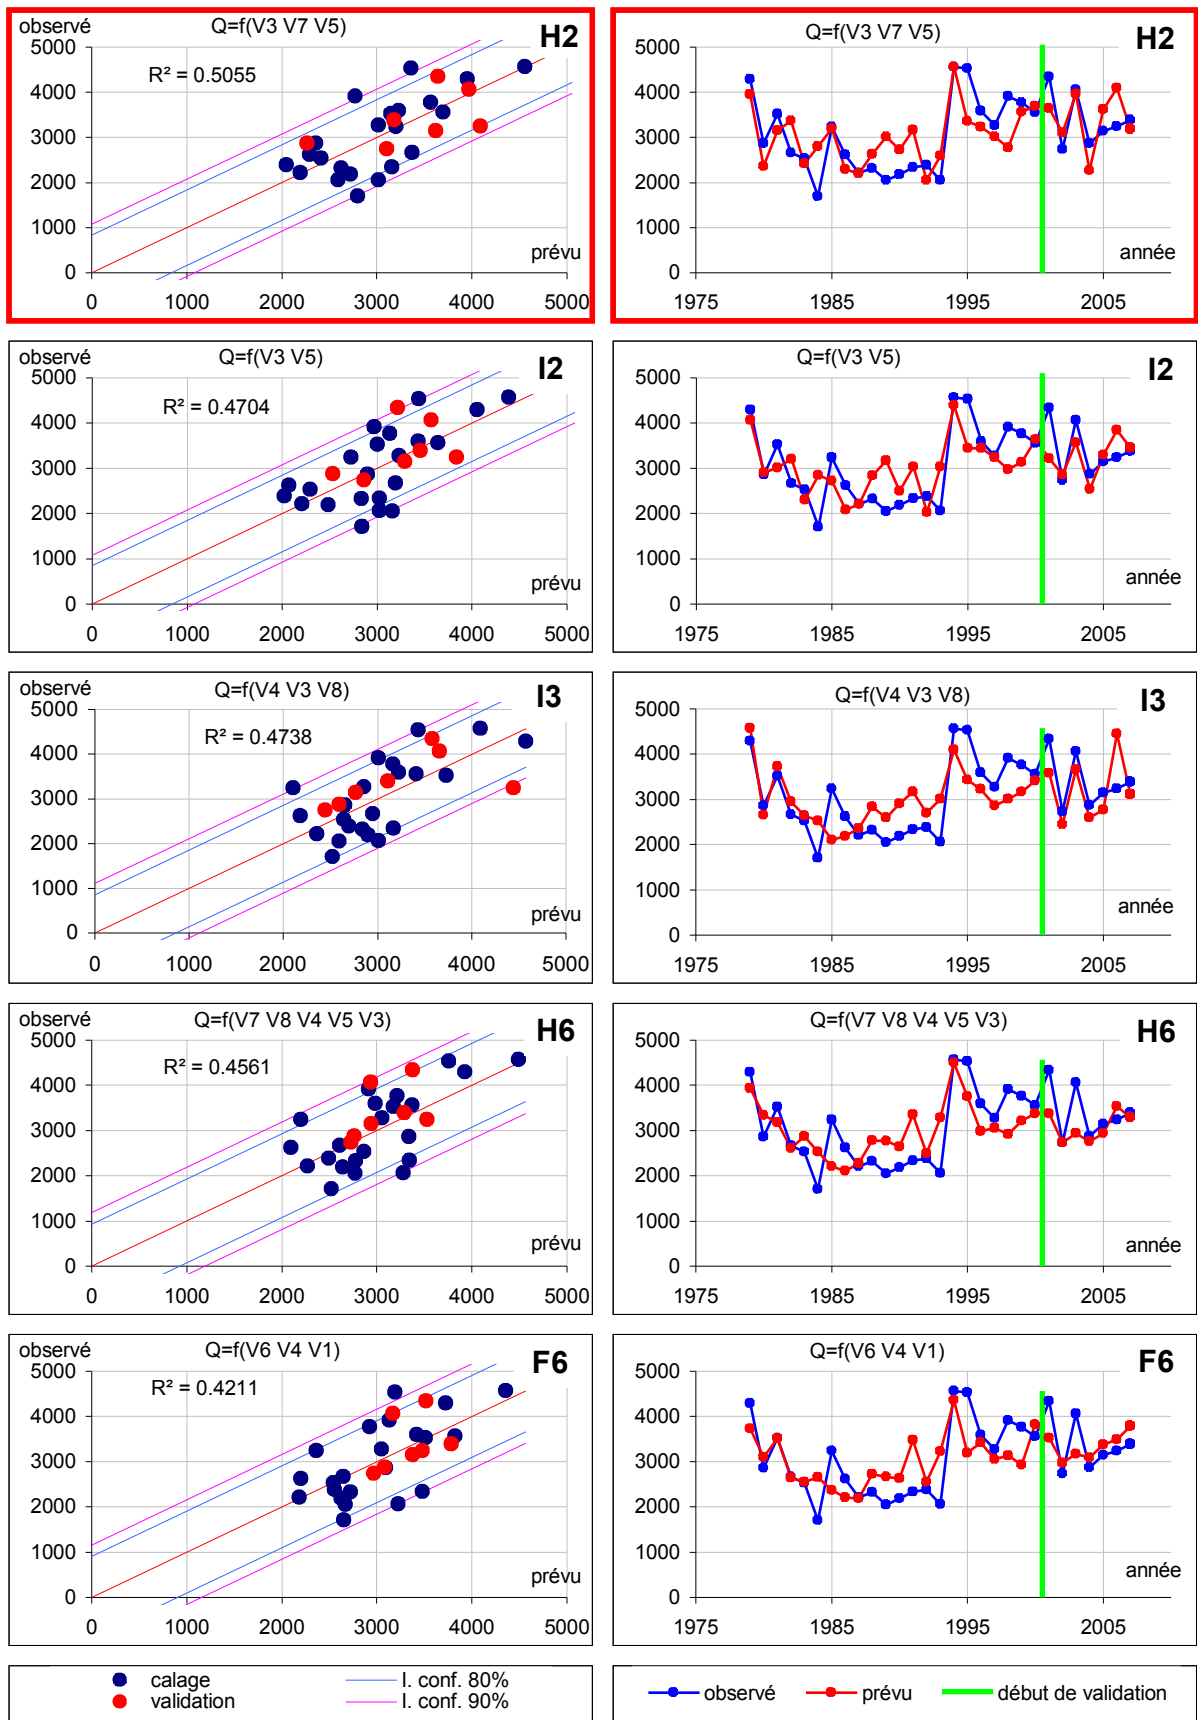 observé
Q=f(V3 V7 V5)
H2
R² = 0.5055
5000
4000
3000
2000
1000
0
prévu
0 1000 2000 3000 4000 5000
Q=f(V3 V7 V5)
H2
5000
4000
3000
2000
1000
0
année
1975 1985 1995 2005
observé
Q=f(V3 V5)
I2
R² = 0.4704
5000
4000
3000
2000
1000
0
prévu
0 1000 2000 3000 4000 5000
Q=f(V3 V5)
I2
5000
4000
3000
2000
1000
0
année
1975 1985 1995 2005
observé
Q=f(V4 V3 V8)
I3
R² = 0.4738
5000
4000
3000
2000
1000
0
prévu
0 1000 2000 3000 4000 5000
Q=f(V4 V3 V8)
I3
5000
4000
3000
2000
1000
0
année
1975 1985 1995 2005
observé
Q=f(V7 V8 V4 V5 V3)
H6
R² = 0.4561
5000
4000
3000
2000
1000
0
prévu
0 1000 2000 3000 4000 5000
Q=f(V7 V8 V4 V5 V3)
H6
5000
4000
3000
2000
1000
0
année
1975 1985 1995 2005
observé
Q=f(V6 V4 V1)
F6
R² = 0.4211
5000
4000
3000
2000
1000
0
prévu
0 1000 2000 3000 4000 5000
Q=f(V6 V4 V1)
F6
5000
4000
3000
2000
1000
0
année
1975 1985 1995 2005
calage
I. conf. 80%
validation
I. conf. 90%
observé
prévu
début de validation